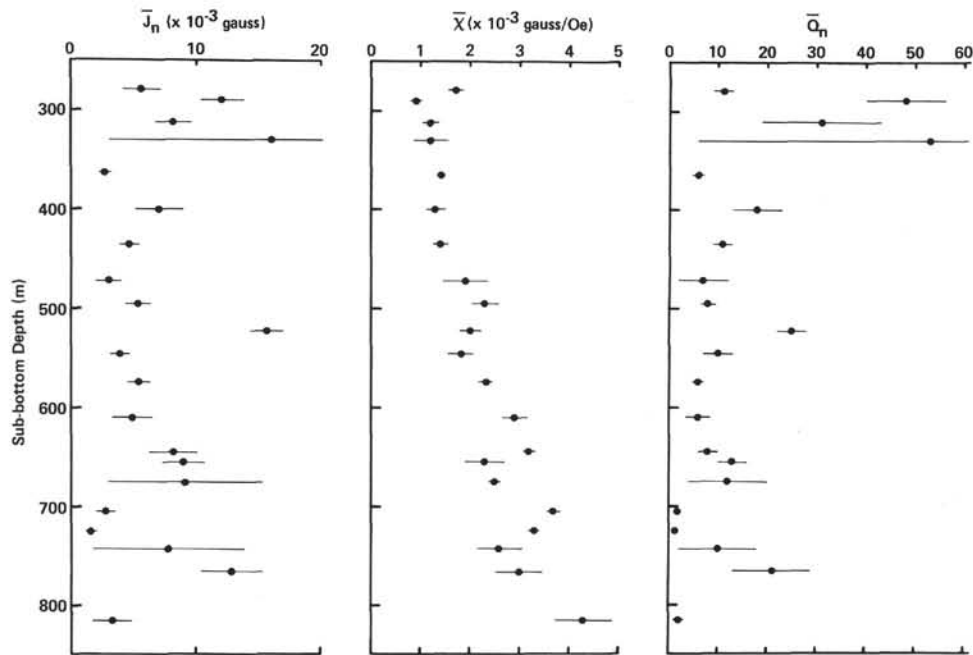 J̅n (x 10-3 gauss)
0 10 20
χ̅ (x 10-3 gauss/Oe)
0 1 2 3 4 5
Q̅n
0 10 20 30 40 50 60
Sub-bottom Depth (m)
300
400
500
600
700
800